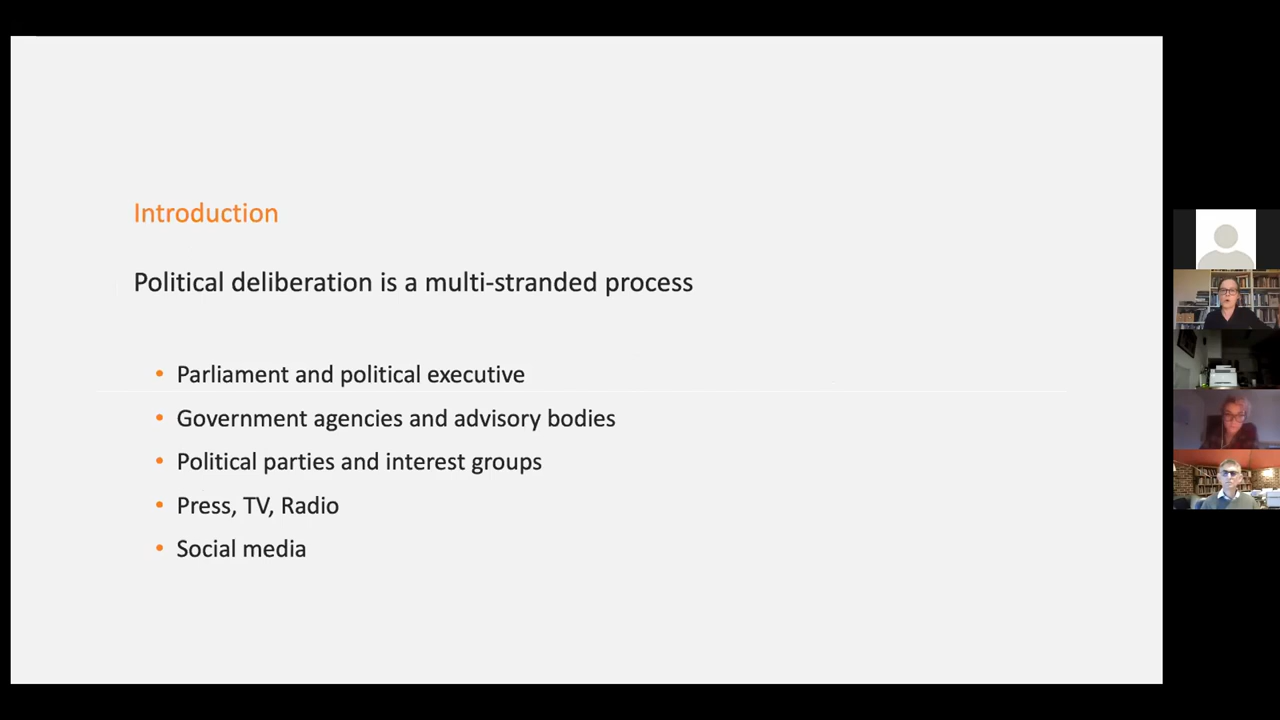 Introduction
Political deliberation is a multi-stranded process
• Parliament and political executive
• Government agencies and advisory bodies
• Political parties and interest groups
• Press, TV, Radio
• Social media